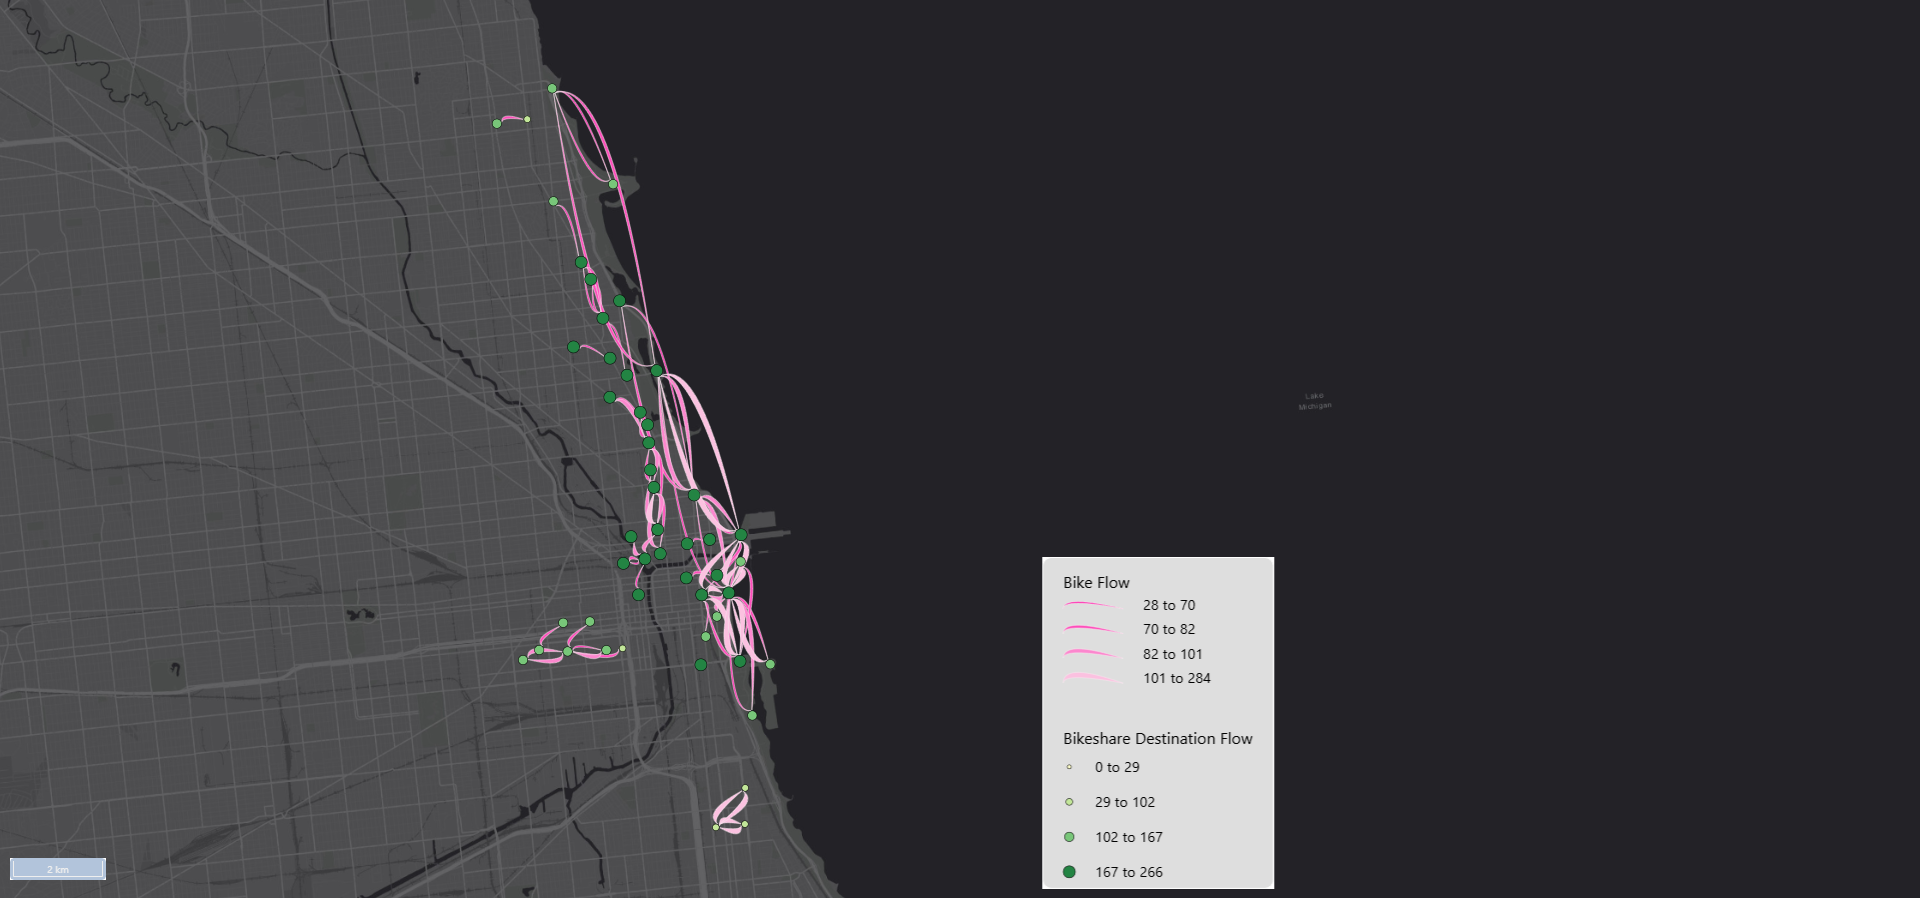 Lake
Michigan
Bike Flow
28 to 70
70 to 82
82 to 101
101 to 284
Bikeshare Destination Flow
0 to 29
29 to 102
102 to 167
167 to 266
2 km